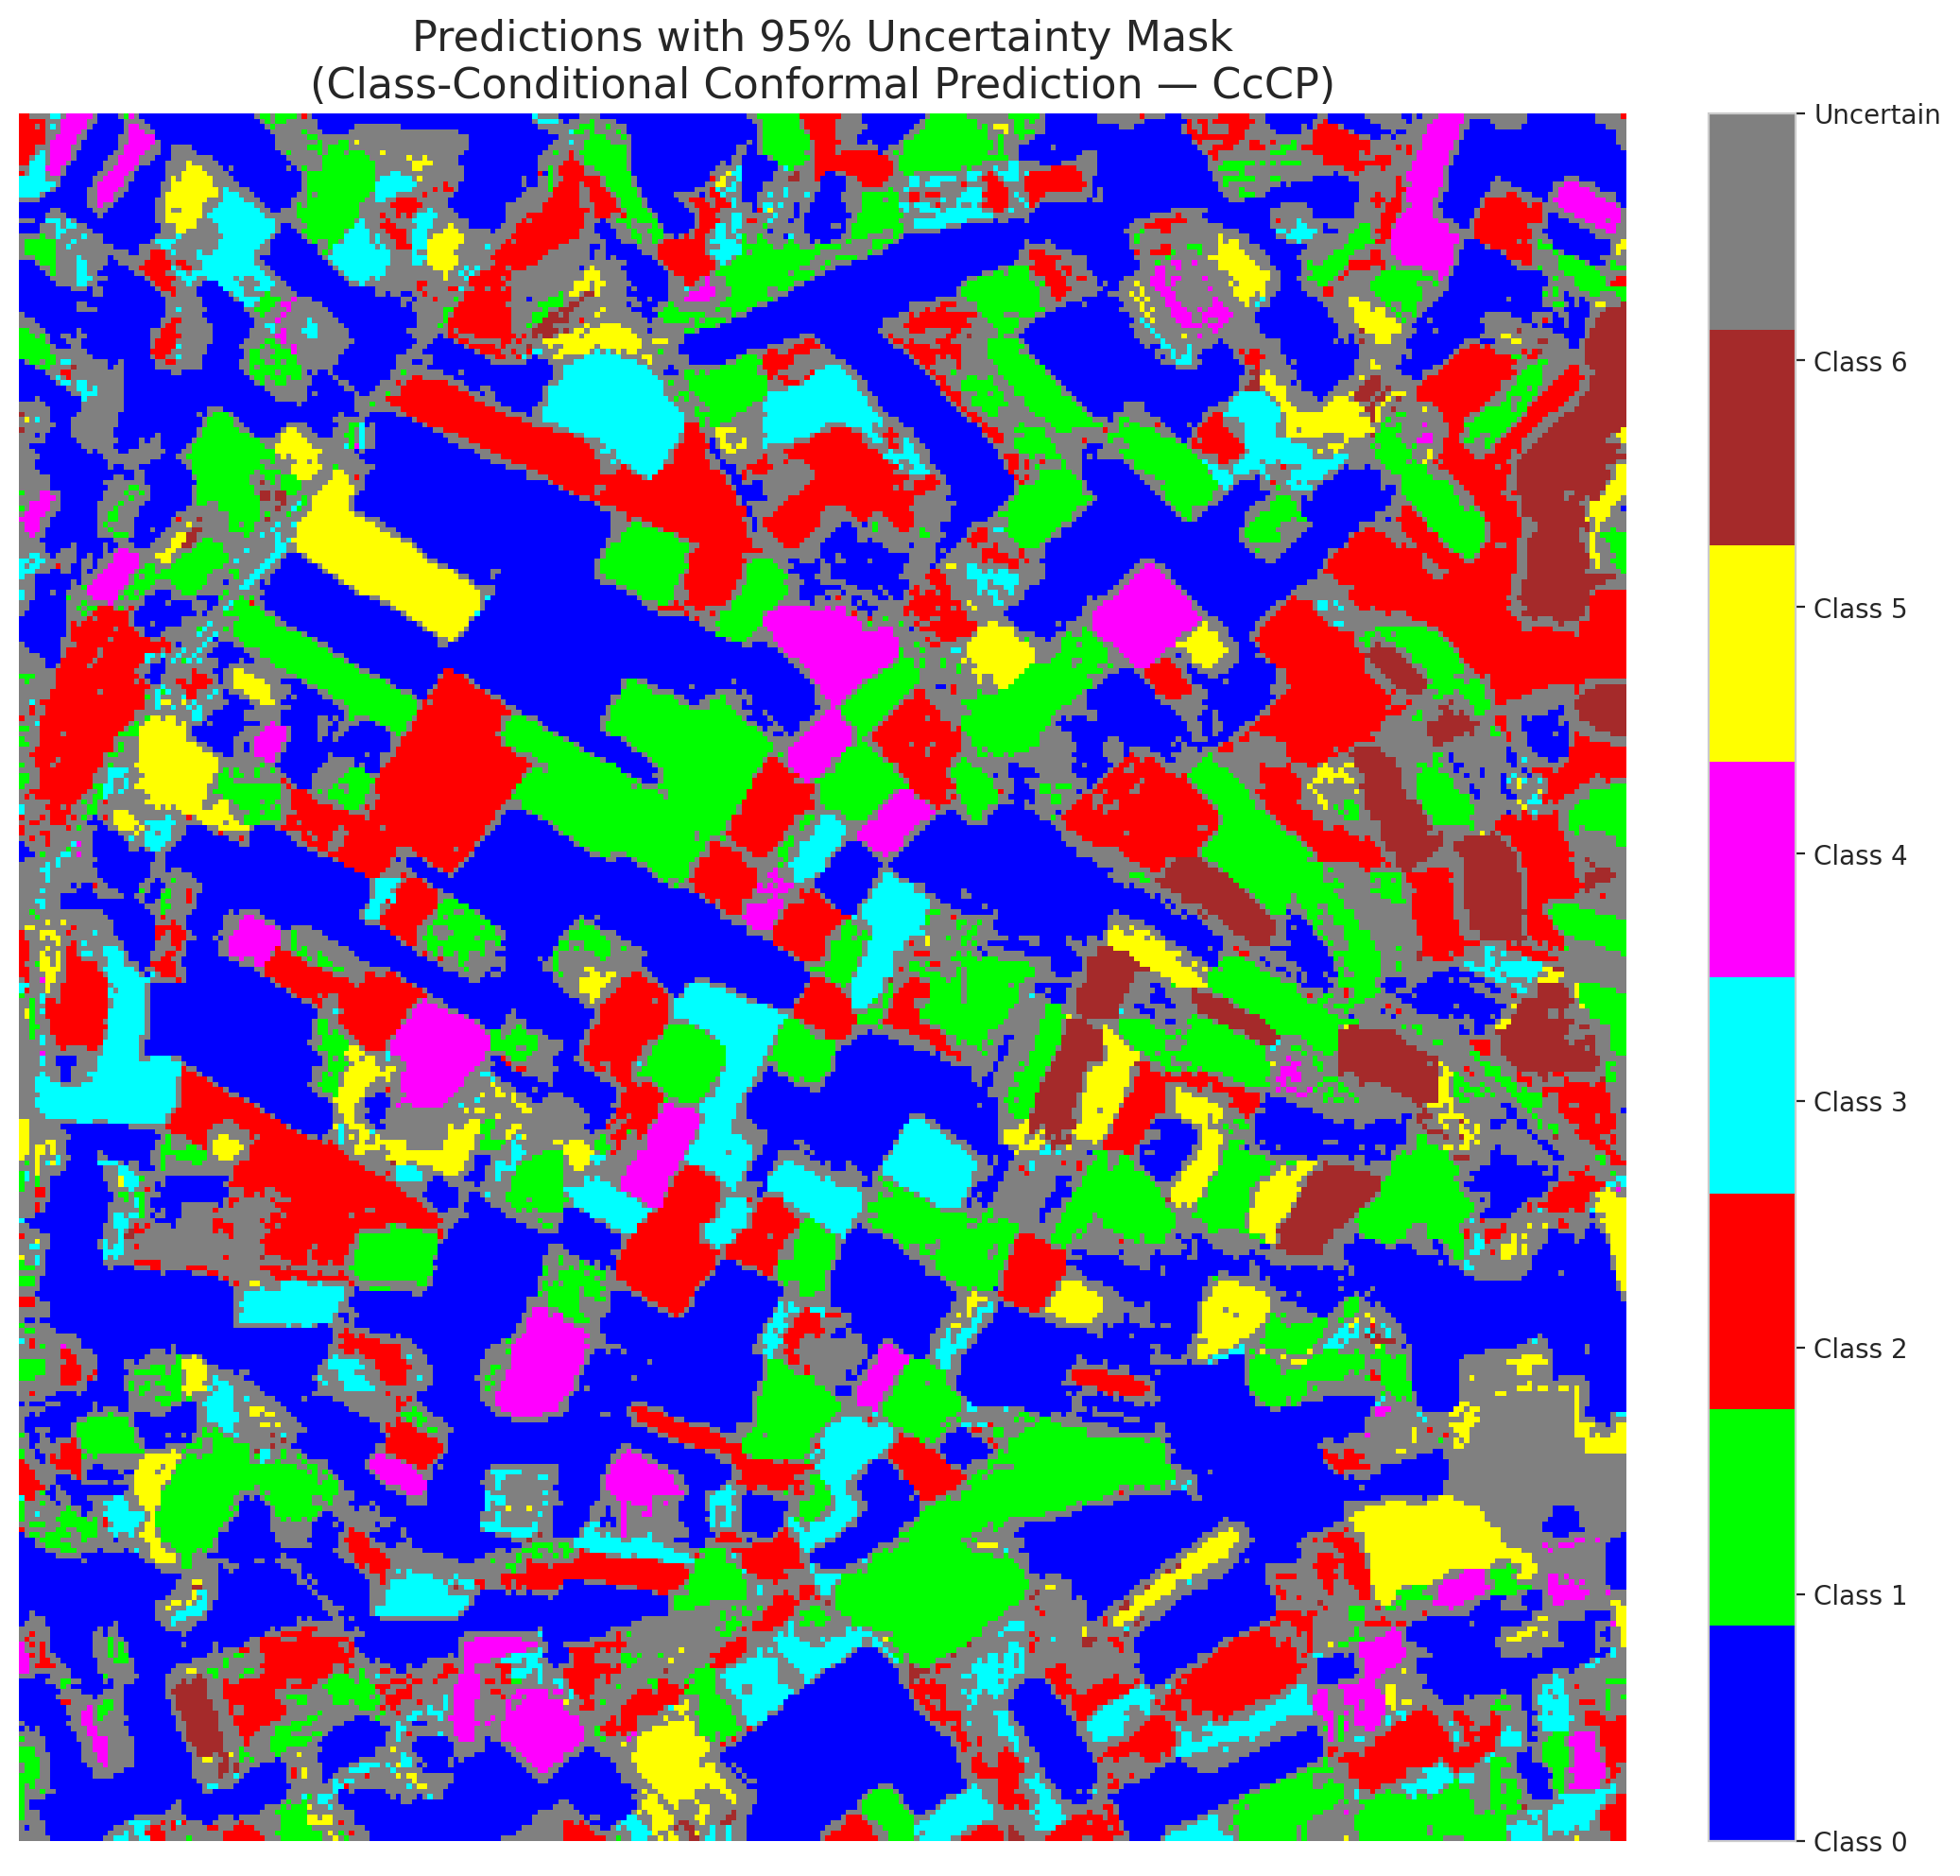 Predictions with 95% Uncertainty Mask
(Class-Conditional Conformal Prediction — CcCP)
Uncertain
Class 6
Class 5
Class 4
Class 3
Class 2
Class 1
Class 0